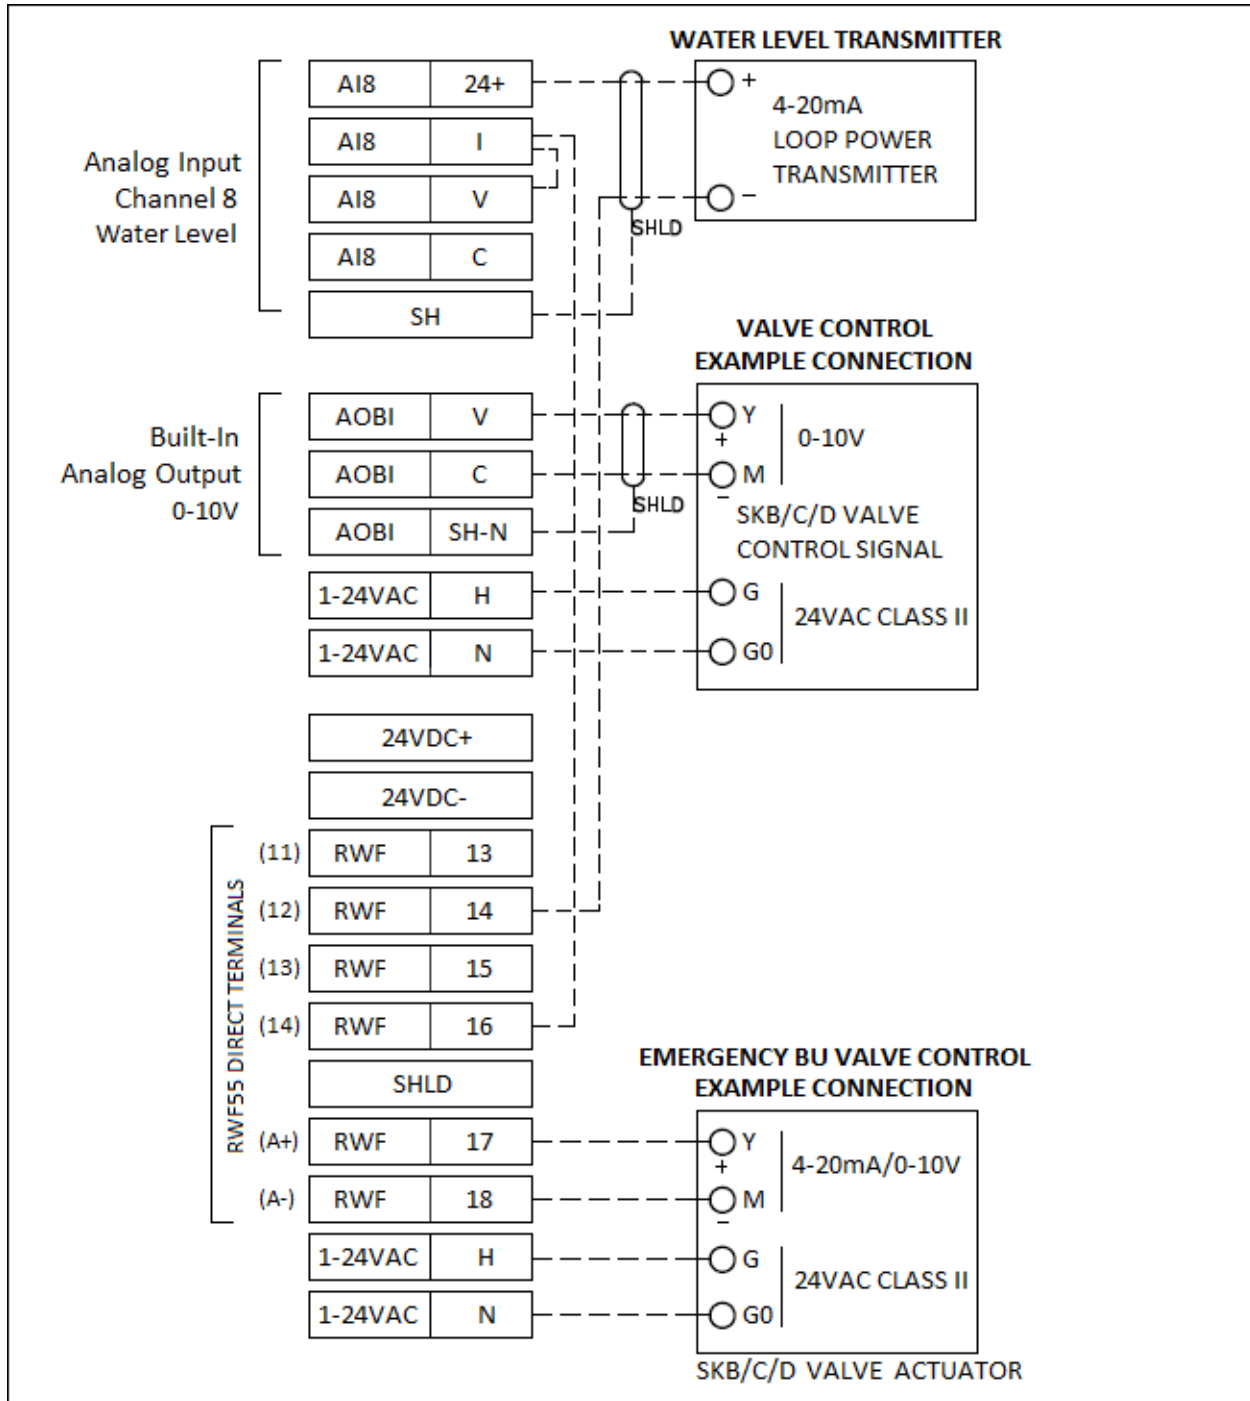 WATER LEVEL TRANSMITTER
Analog Input
Channel 8
Water Level
AI8 24+
AI8 I
AI8 V
AI8 C
SH
+
4-20mA
LOOP POWER
TRANSMITTER
−
SHLD
VALVE CONTROL
EXAMPLE CONNECTION
Built-In
Analog Output
0-10V
AOBI V
AOBI C
AOBI SH-N
1-24VAC H
1-24VAC N
SHLD
Y
+
0-10V
M
−
SKB/C/D VALVE
CONTROL SIGNAL
G
24VAC CLASS II
G0
24VDC+
24VDC-
RWF55 DIRECT TERMINALS
(11) RWF 13
(12) RWF 14
(13) RWF 15
(14) RWF 16
SHLD
(A+) RWF 17
(A-) RWF 18
1-24VAC H
1-24VAC N
EMERGENCY BU VALVE CONTROL
EXAMPLE CONNECTION
Y
+
4-20mA/0-10V
M
−
G
24VAC CLASS II
G0
SKB/C/D VALVE ACTUATOR